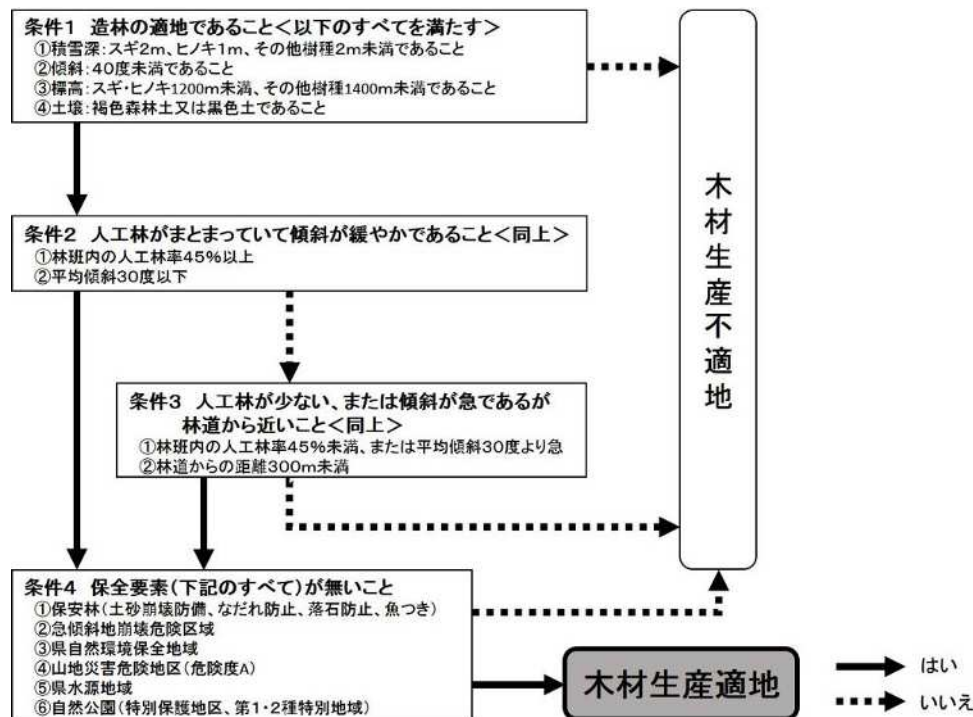 条件1 造林の適地であること＜以下のすべてを満たす＞
①積雪深：スギ2m、ヒノキ1m、その他樹種2m未満であること
②傾斜：40度未満であること
③標高：スギ・ヒノキ1200m未満、その他樹種1400m未満であること
④土壌：褐色森林土又は黒色土であること
条件2 人工林がまとまっていて傾斜が緩やかであること＜同上＞
①林班内の人工林率45%以上
②平均傾斜30度以下
条件3 人工林が少ない、または傾斜が急であるが
林道から近いこと＜同上＞
①林班内の人工林率45%未満、または平均傾斜30度より急
②林道からの距離300m未満
条件4 保全要素(下記のすべて)が無いこと
①保安林(土砂崩壊防備、なだれ防止、落石防止、魚つき)
②急傾斜地崩壊危険区域
③県自然環境保全地域
④山地災害危険地区(危険度A)
⑤県水源地域
⑥自然公園(特別保護地区、第1・2種特別地域)
木材生産不適地
木材生産適地
はい
いいえ